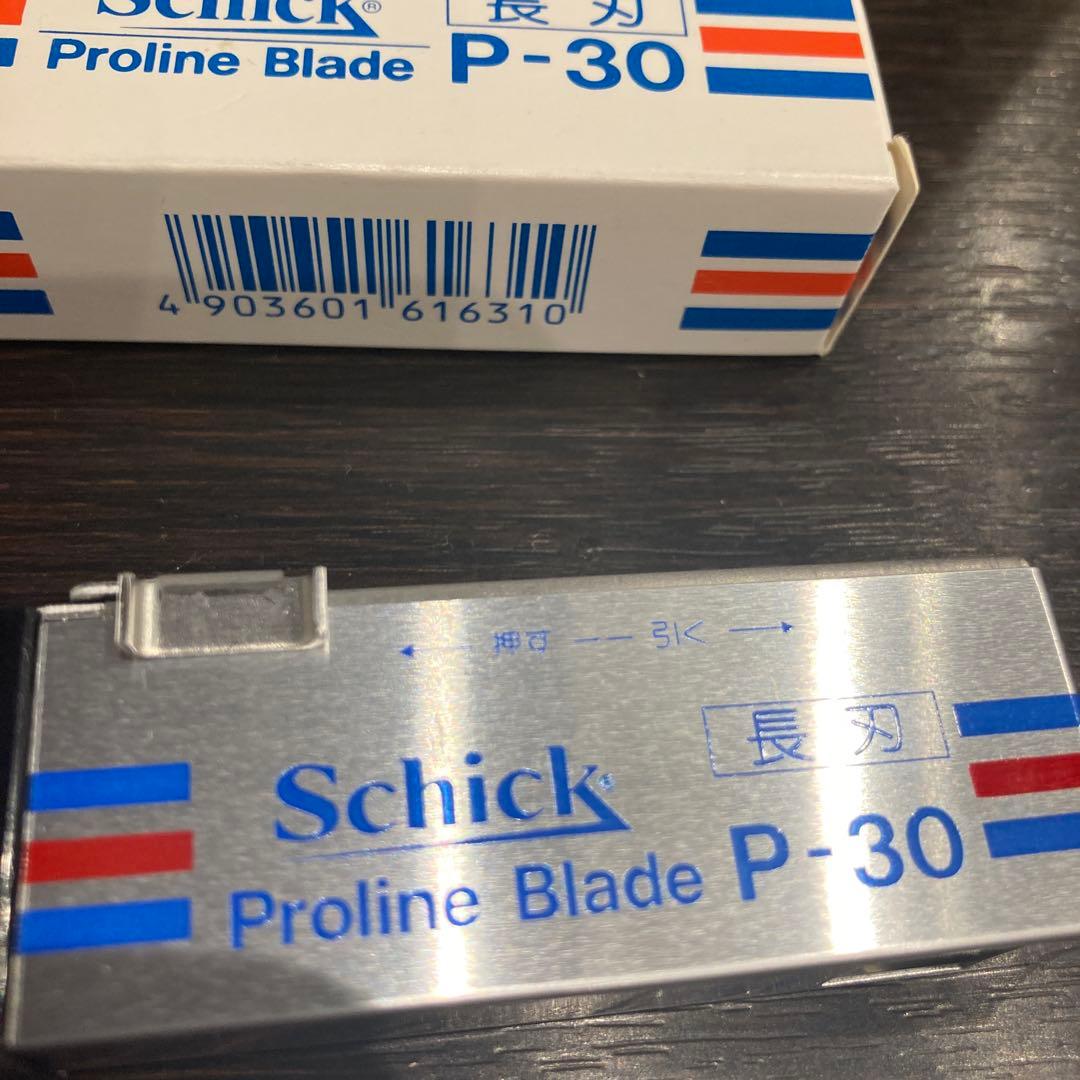 Schick®
長刃
Proline Blade P-30
4 903601 616310
押す 引く
長刃
Schick®
Proline Blade P-30